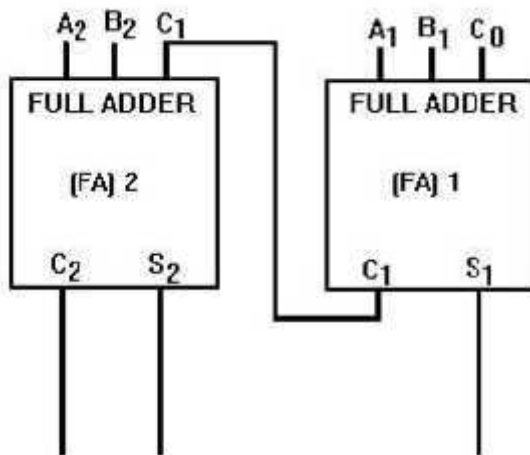 A₂ B₂ C₁
FULL ADDER
(FA) 2
C₂ S₂
A₁ B₁ C₀
FULL ADDER
(FA) 1
C₁ S₁